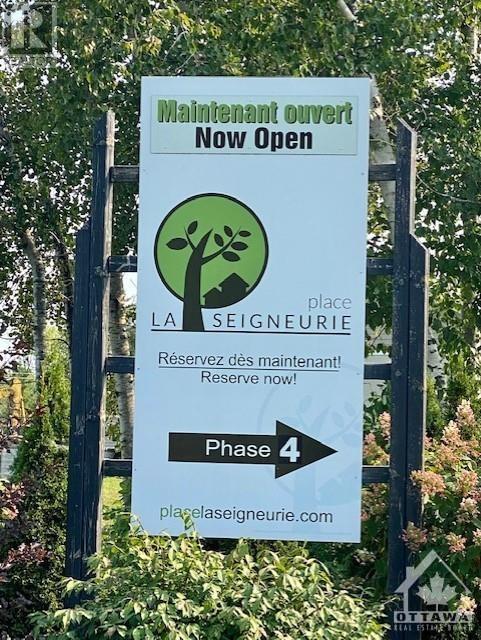 Maintenant ouvert
Now Open
place
LA SEIGNEURIE
Réservez dès maintenant!
Reserve now!
Phase 4
placelaseigneurie.com
OTTAWA
REAL ESTATE BOARD
REALTOR